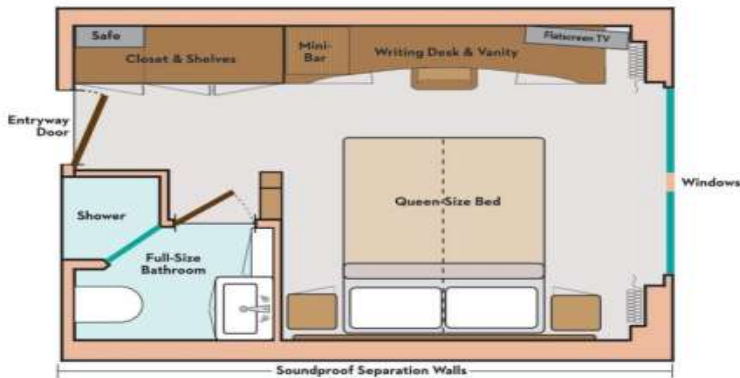 Safe
Closet & Shelves
Mini-
Bar
Writing Desk & Vanity
Flatscreen TV
Entryway
Door
Windows
Queen-Size Bed
Shower
Full-Size
Bathroom
Soundproof Separation Walls